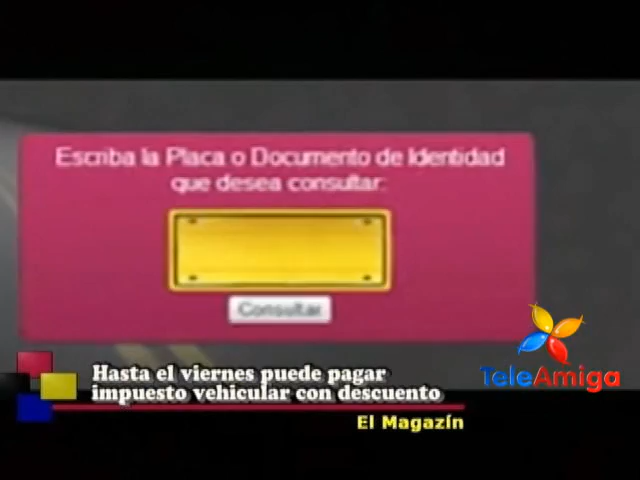 Escriba la Placa o Documento de Identidad
que desea consultar:
Consultar
TeleAmiga
Hasta el viernes puede pagar
impuesto vehicular con descuento
El Magazín